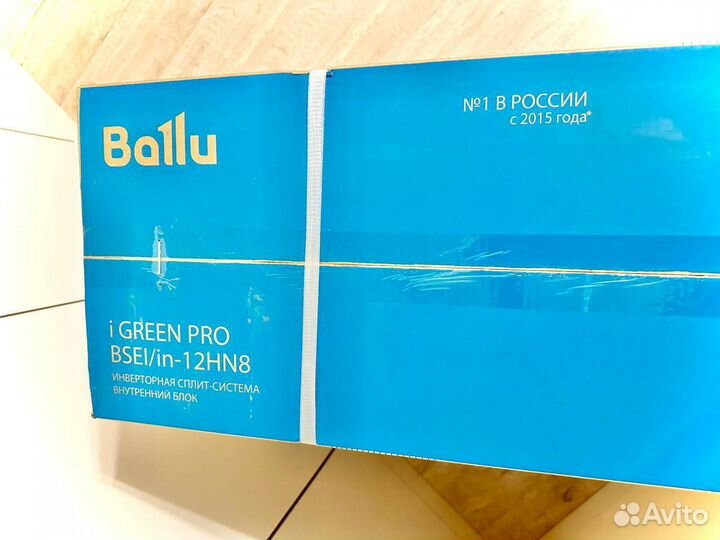 Ballu
№1 В РОССИИ
с 2015 года*
i GREEN PRO
BSEI/in-12HN8
ИНВЕРТОРНАЯ СПЛИТ-СИСТЕМА
ВНУТРЕННИЙ БЛОК
Avito